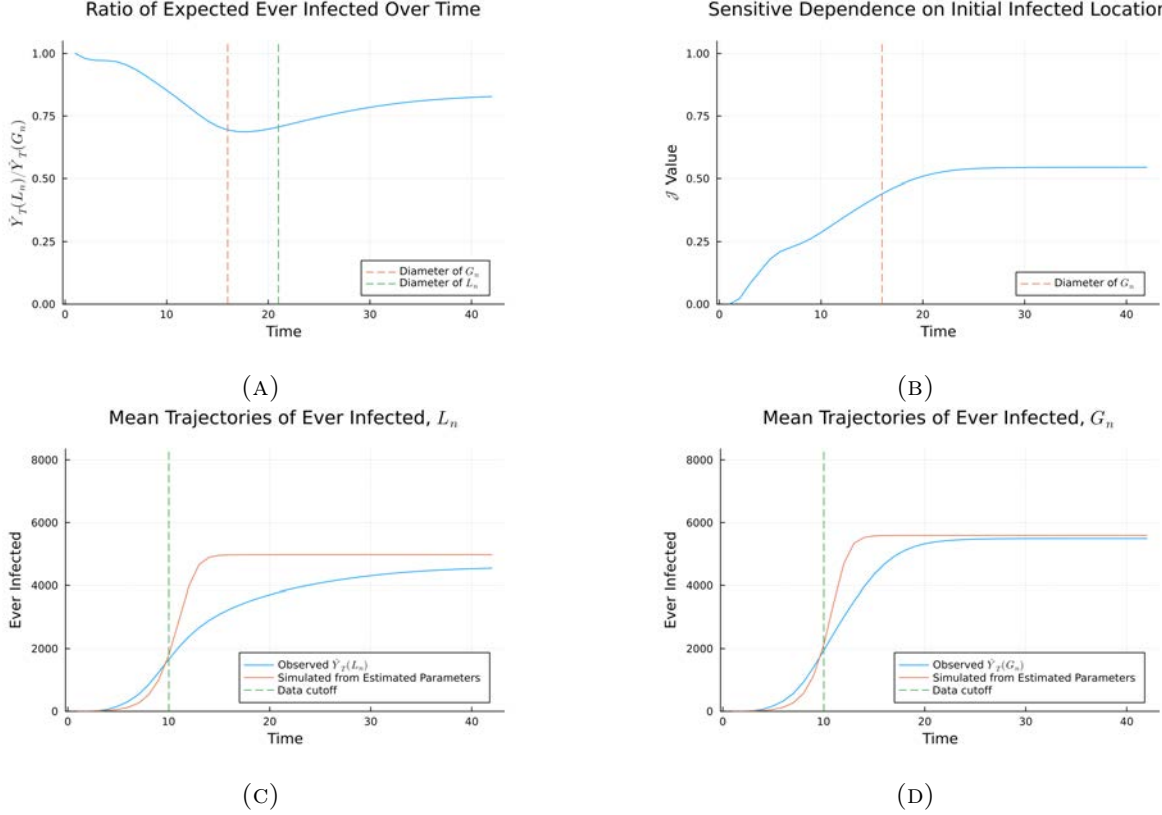 Ratio of Expected Ever Infected Over Time
1.00
0.75
0.50
0.25
0.00
Ŷ_T(L_n)/Ŷ_T(G_n)
0 10 20 30 40
Time
Diameter of G_n
Diameter of L_n
(A)
Sensitive Dependence on Initial Infected Location
1.00
0.75
0.50
0.25
0.00
Value
0 10 20 30 40
Time
Diameter of G_n
(B)
Mean Trajectories of Ever Infected, L_n
8000
6000
4000
2000
0
Ever Infected
0 10 20 30 40
Time
Observed Ŷ_T(L_n)
Simulated from Estimated Parameters
Data cutoff
(C)
Mean Trajectories of Ever Infected, G_n
8000
6000
4000
2000
0
Ever Infected
0 10 20 30 40
Time
Observed Ŷ_T(G_n)
Simulated from Estimated Parameters
Data cutoff
(D)